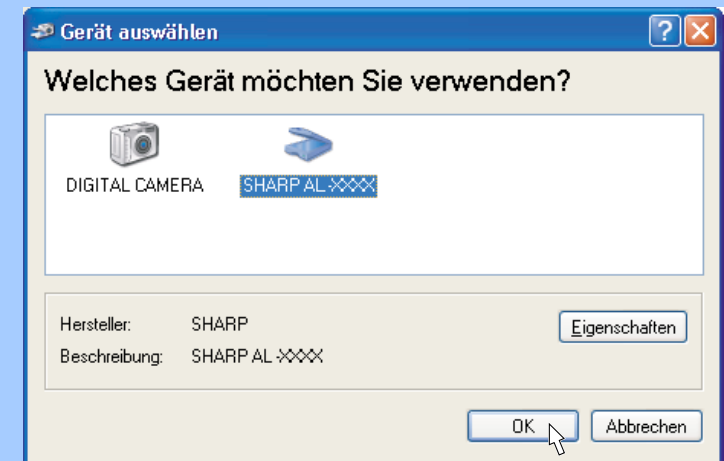 Gerät auswählen
Welches Gerät möchten Sie verwenden?
DIGITAL CAMERA SHARP AL-XXXX
Hersteller: SHARP Eigenschaften
Beschreibung: SHARP AL-XXXX
OK Abbrechen